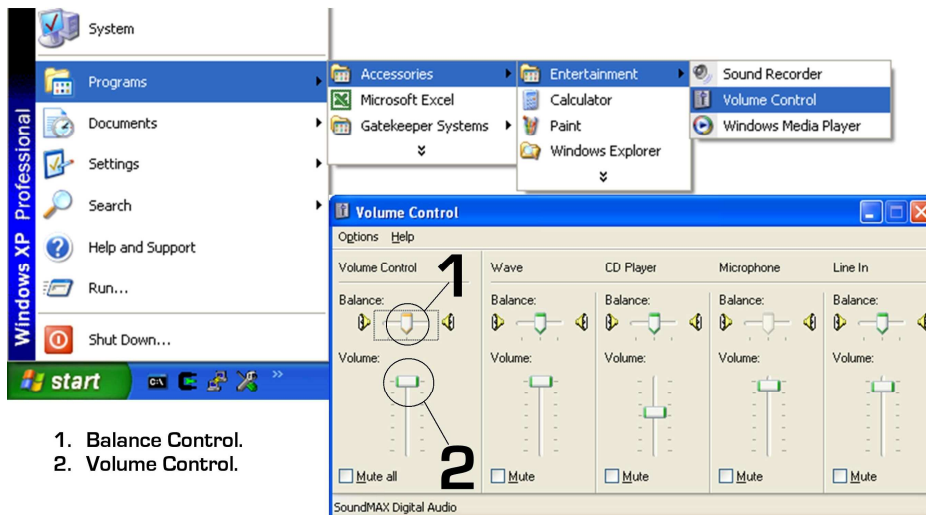 System
Programs
Documents
Settings
Search
Help and Support
Run...
Shut Down...
Windows XP Professional
start
C:\
Accessories
Microsoft Excel
Gatekeeper Systems
Entertainment
Calculator
Paint
Windows Explorer
Sound Recorder
Volume Control
Windows Media Player
Volume Control
Options Help
Volume Control Wave CD Player Microphone Line In
1
Balance: Balance: Balance: Balance: Balance:
Volume: Volume: Volume: Volume: Volume:
2
Mute all Mute Mute Mute Mute
SoundMAX Digital Audio
1. Balance Control.
2. Volume Control.